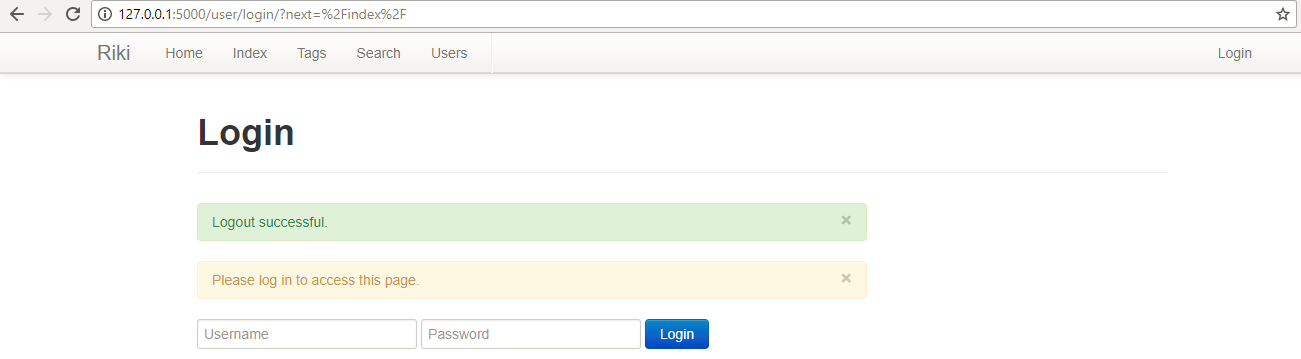 127.0.0.1:5000/user/login/?next=%2Findex%2F
Riki Home Index Tags Search Users Login
Login
Logout successful. ×
Please log in to access this page. ×
Username Password Login